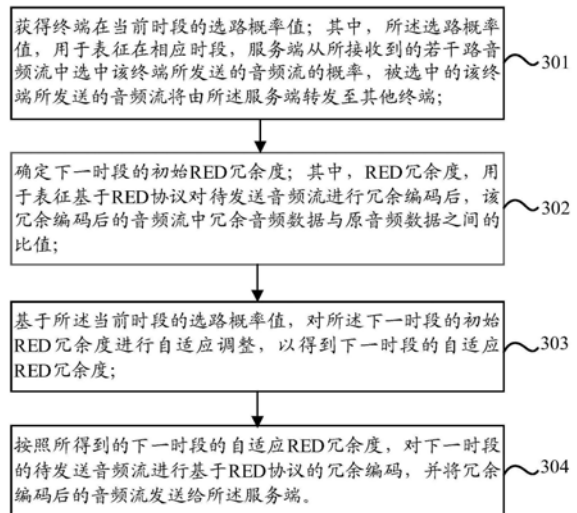 获得终端在当前时段的选路概率值；其中，所述选路概率
值，用于表征在相应时段，服务端从所接收到的若干路音
频流中选中该终端所发送的音频流的概率，被选中的该终
端所发送的音频流将由所述服务端转发至其他终端；
301
确定下一时段的初始RED冗余度；其中，RED冗余度，用
于表征基于RED协议对待发送音频流进行冗余编码后，该
冗余编码后的音频流中冗余音频数据与原音频数据之间的
比值；
302
基于所述当前时段的选路概率值，对所述下一时段的初始
RED冗余度进行自适应调整，以得到下一时段的自适应
RED冗余度；
303
按照所得到的下一时段的自适应RED冗余度，对下一时段
的待发送音频流进行基于RED协议的冗余编码，并将冗余
编码后的音频流发送给所述服务端。
304